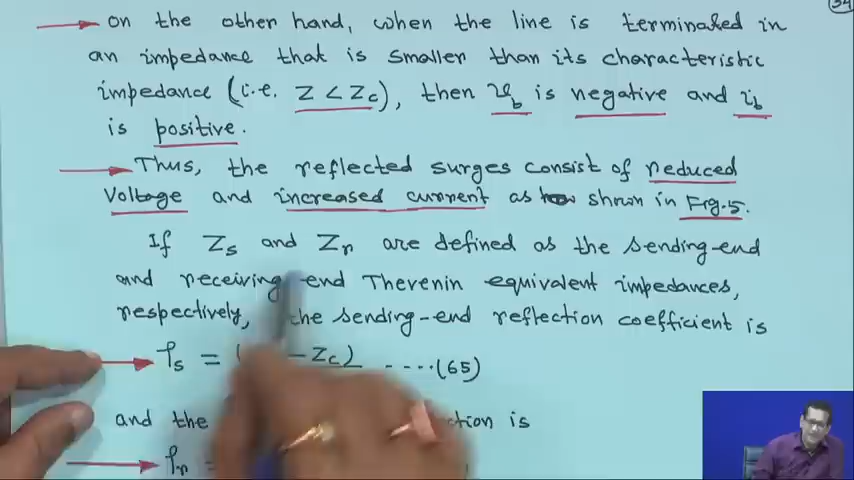 34
on the other hand, when the line is terminated in
an impedance that is smaller than its characteristic
impedance (i.e. Z < Zc), then vb is negative and ib
is positive.
Thus, the reflected surges consist of reduced
voltage and increased current as shown in Fig.5.
If Zs and Zr are defined as the sending-end
and receiving-end Thevenin equivalent impedances,
respectively, the sending-end reflection coefficient is
ρs = ( - Zc) ....(65)
and the is
ρr =